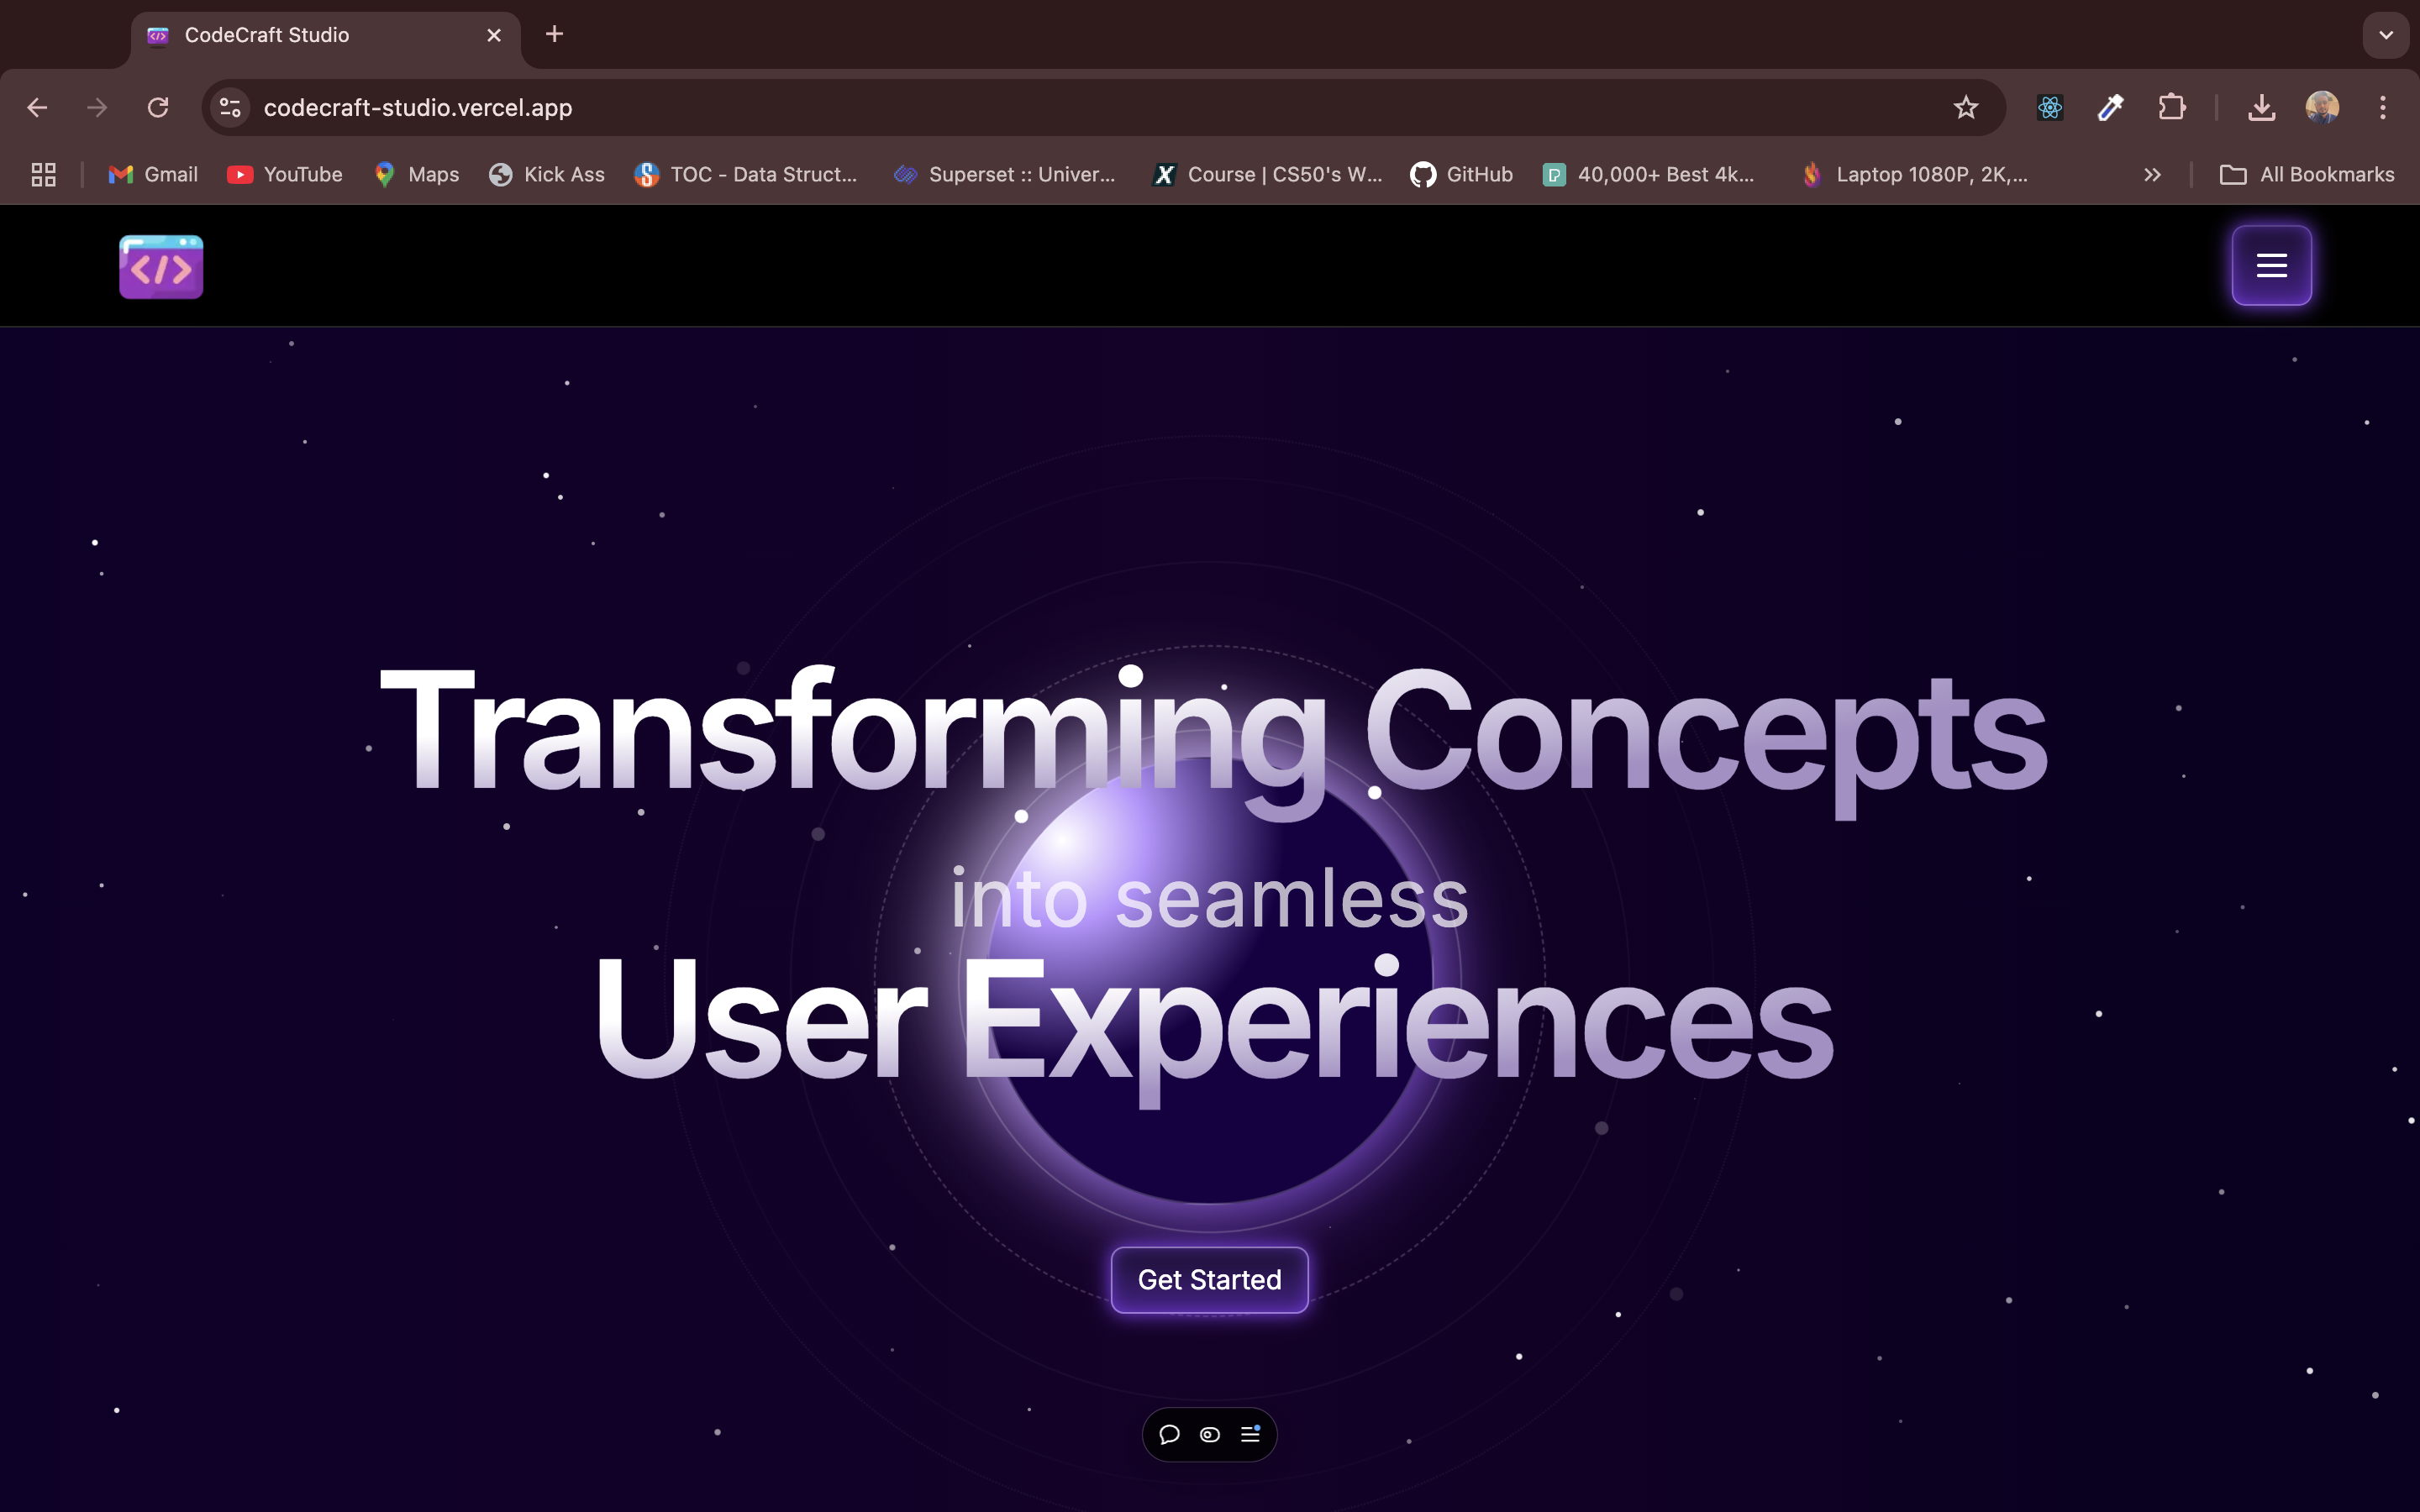 CodeCraft Studio
codecraft-studio.vercel.app
Gmail YouTube Maps Kick Ass TOC - Data Struct... Superset :: Univer... Course | CS50's W... GitHub 40,000+ Best 4k... Laptop 1080P, 2K,... All Bookmarks
</>
Transforming Concepts
into seamless
User Experiences
Get Started